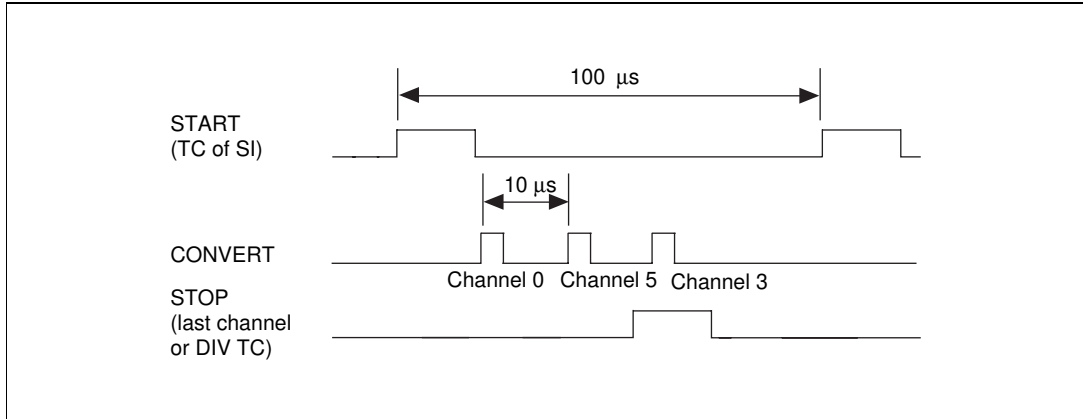 100 µs
START
(TC of SI)
10 µs
CONVERT
Channel 0 Channel 5 Channel 3
STOP
(last channel
or DIV TC)